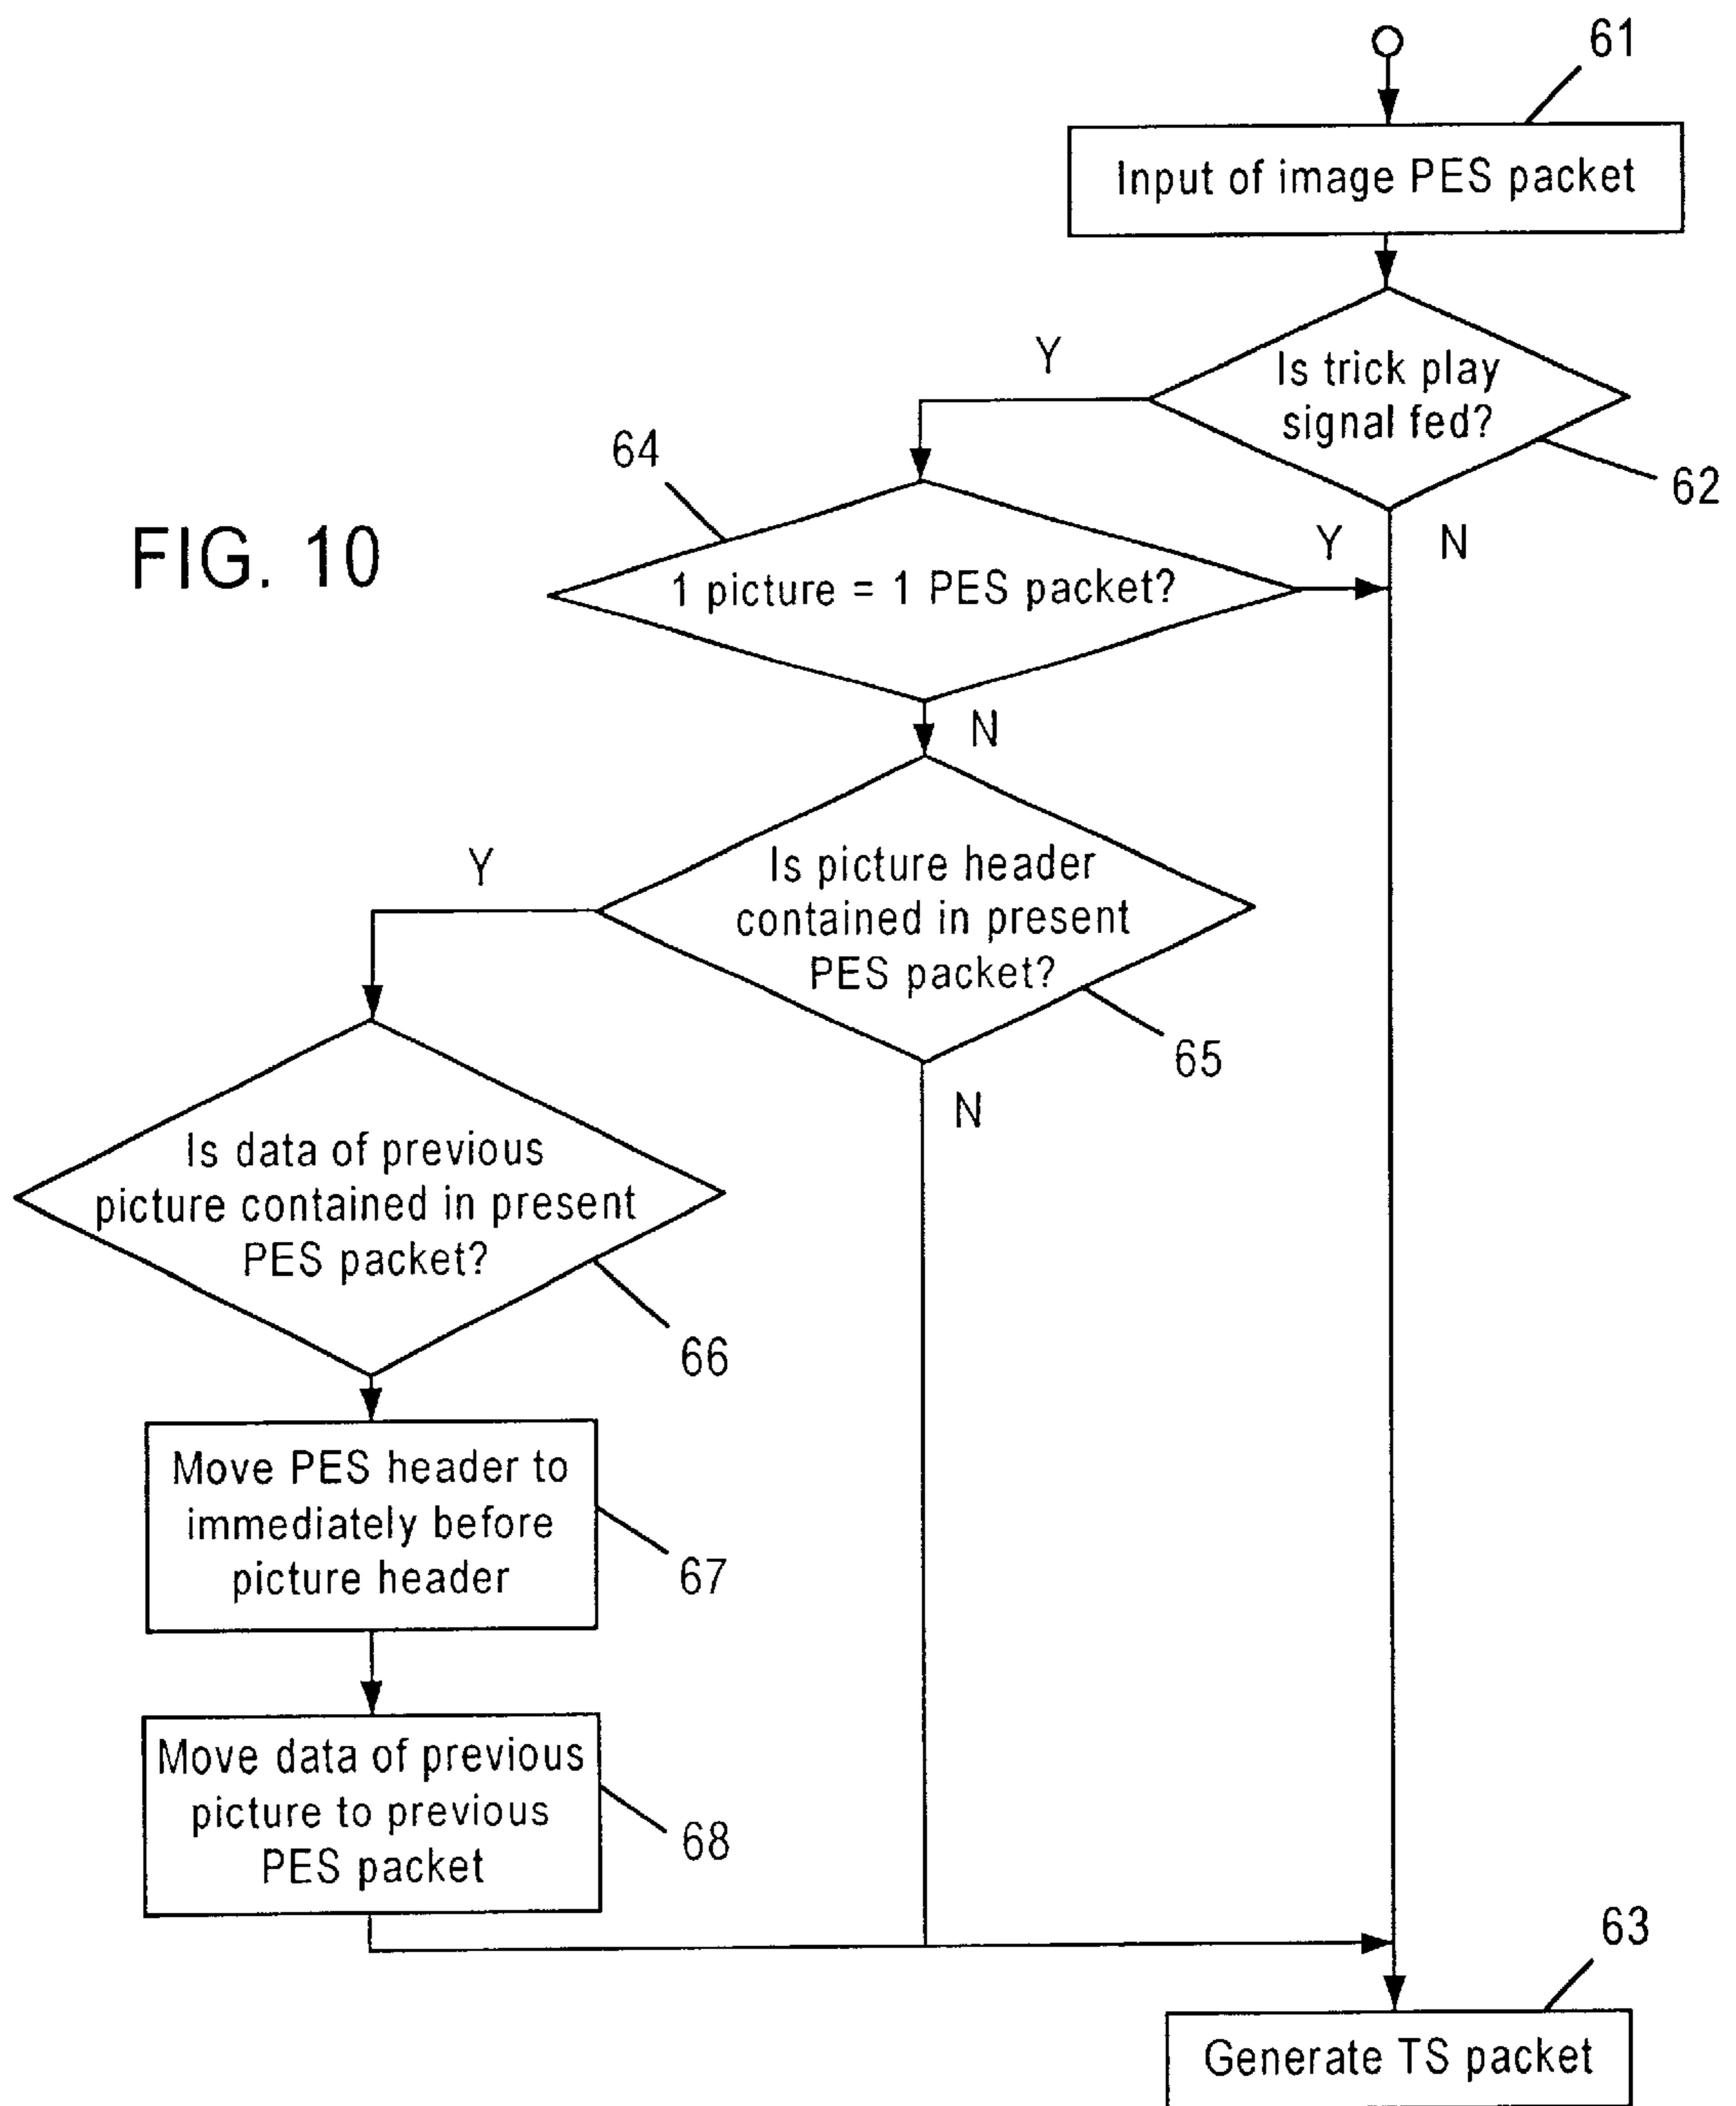 61
Input of image PES packet
Is trick play
signal fed?
Y
62
64
N
Y
FIG. 10
1 picture = 1 PES packet?
N
Is picture header
contained in present
PES packet?
Y
65
N
Is data of previous
picture contained in present
PES packet?
66
Move PES header to
immediately before
picture header
67
Move data of previous
picture to previous
PES packet
68
63
Generate TS packet